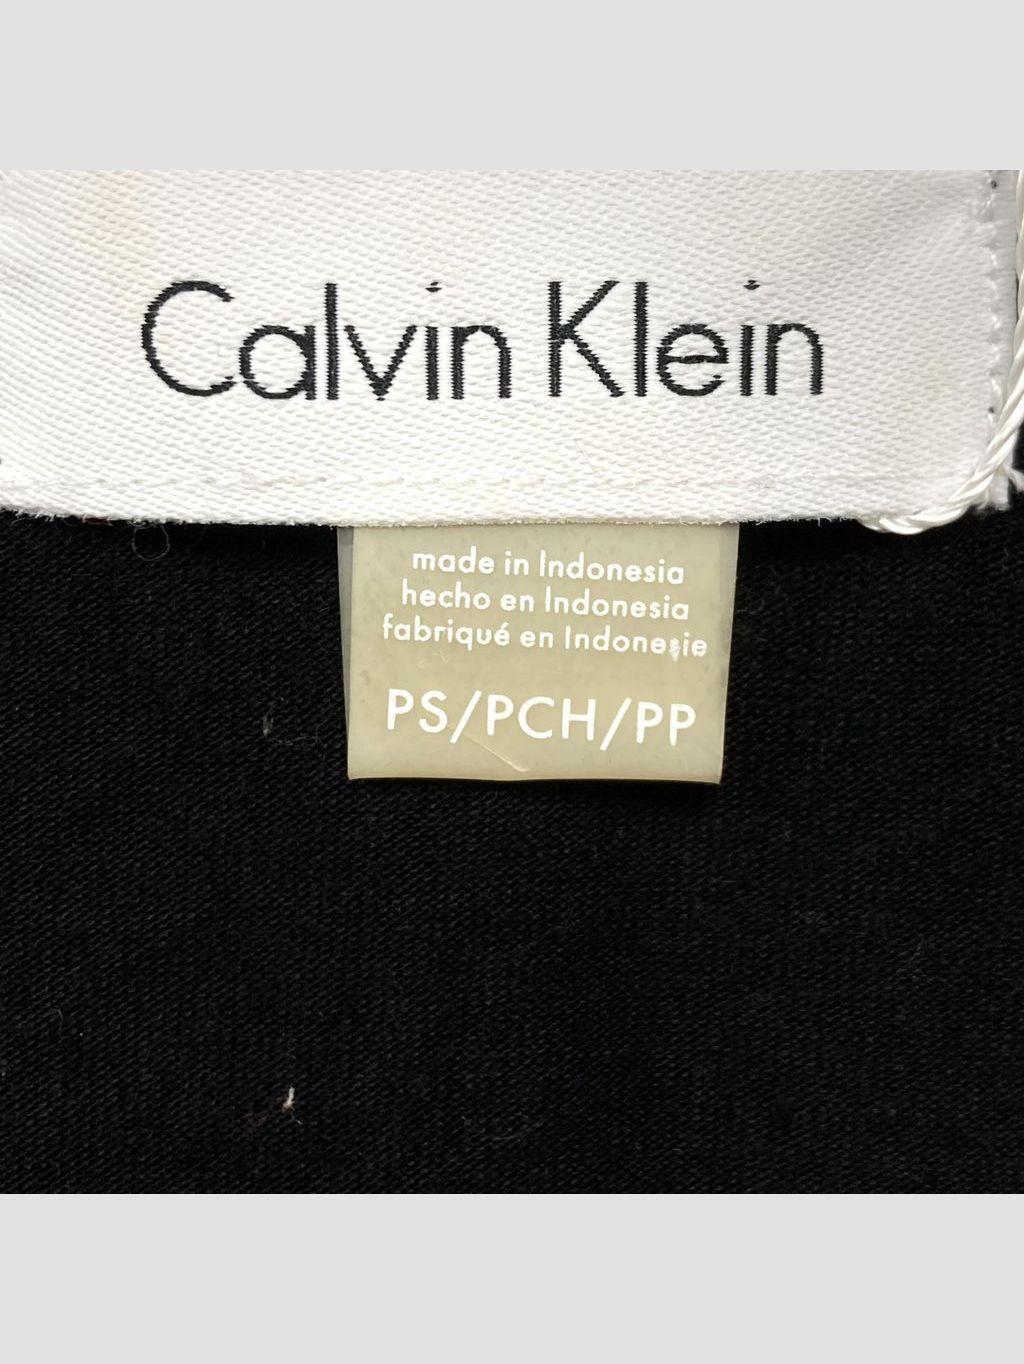 Calvin Klein
made in Indonesia
hecho en Indonesia
fabriqué en Indonesie
PS/PCH/PP